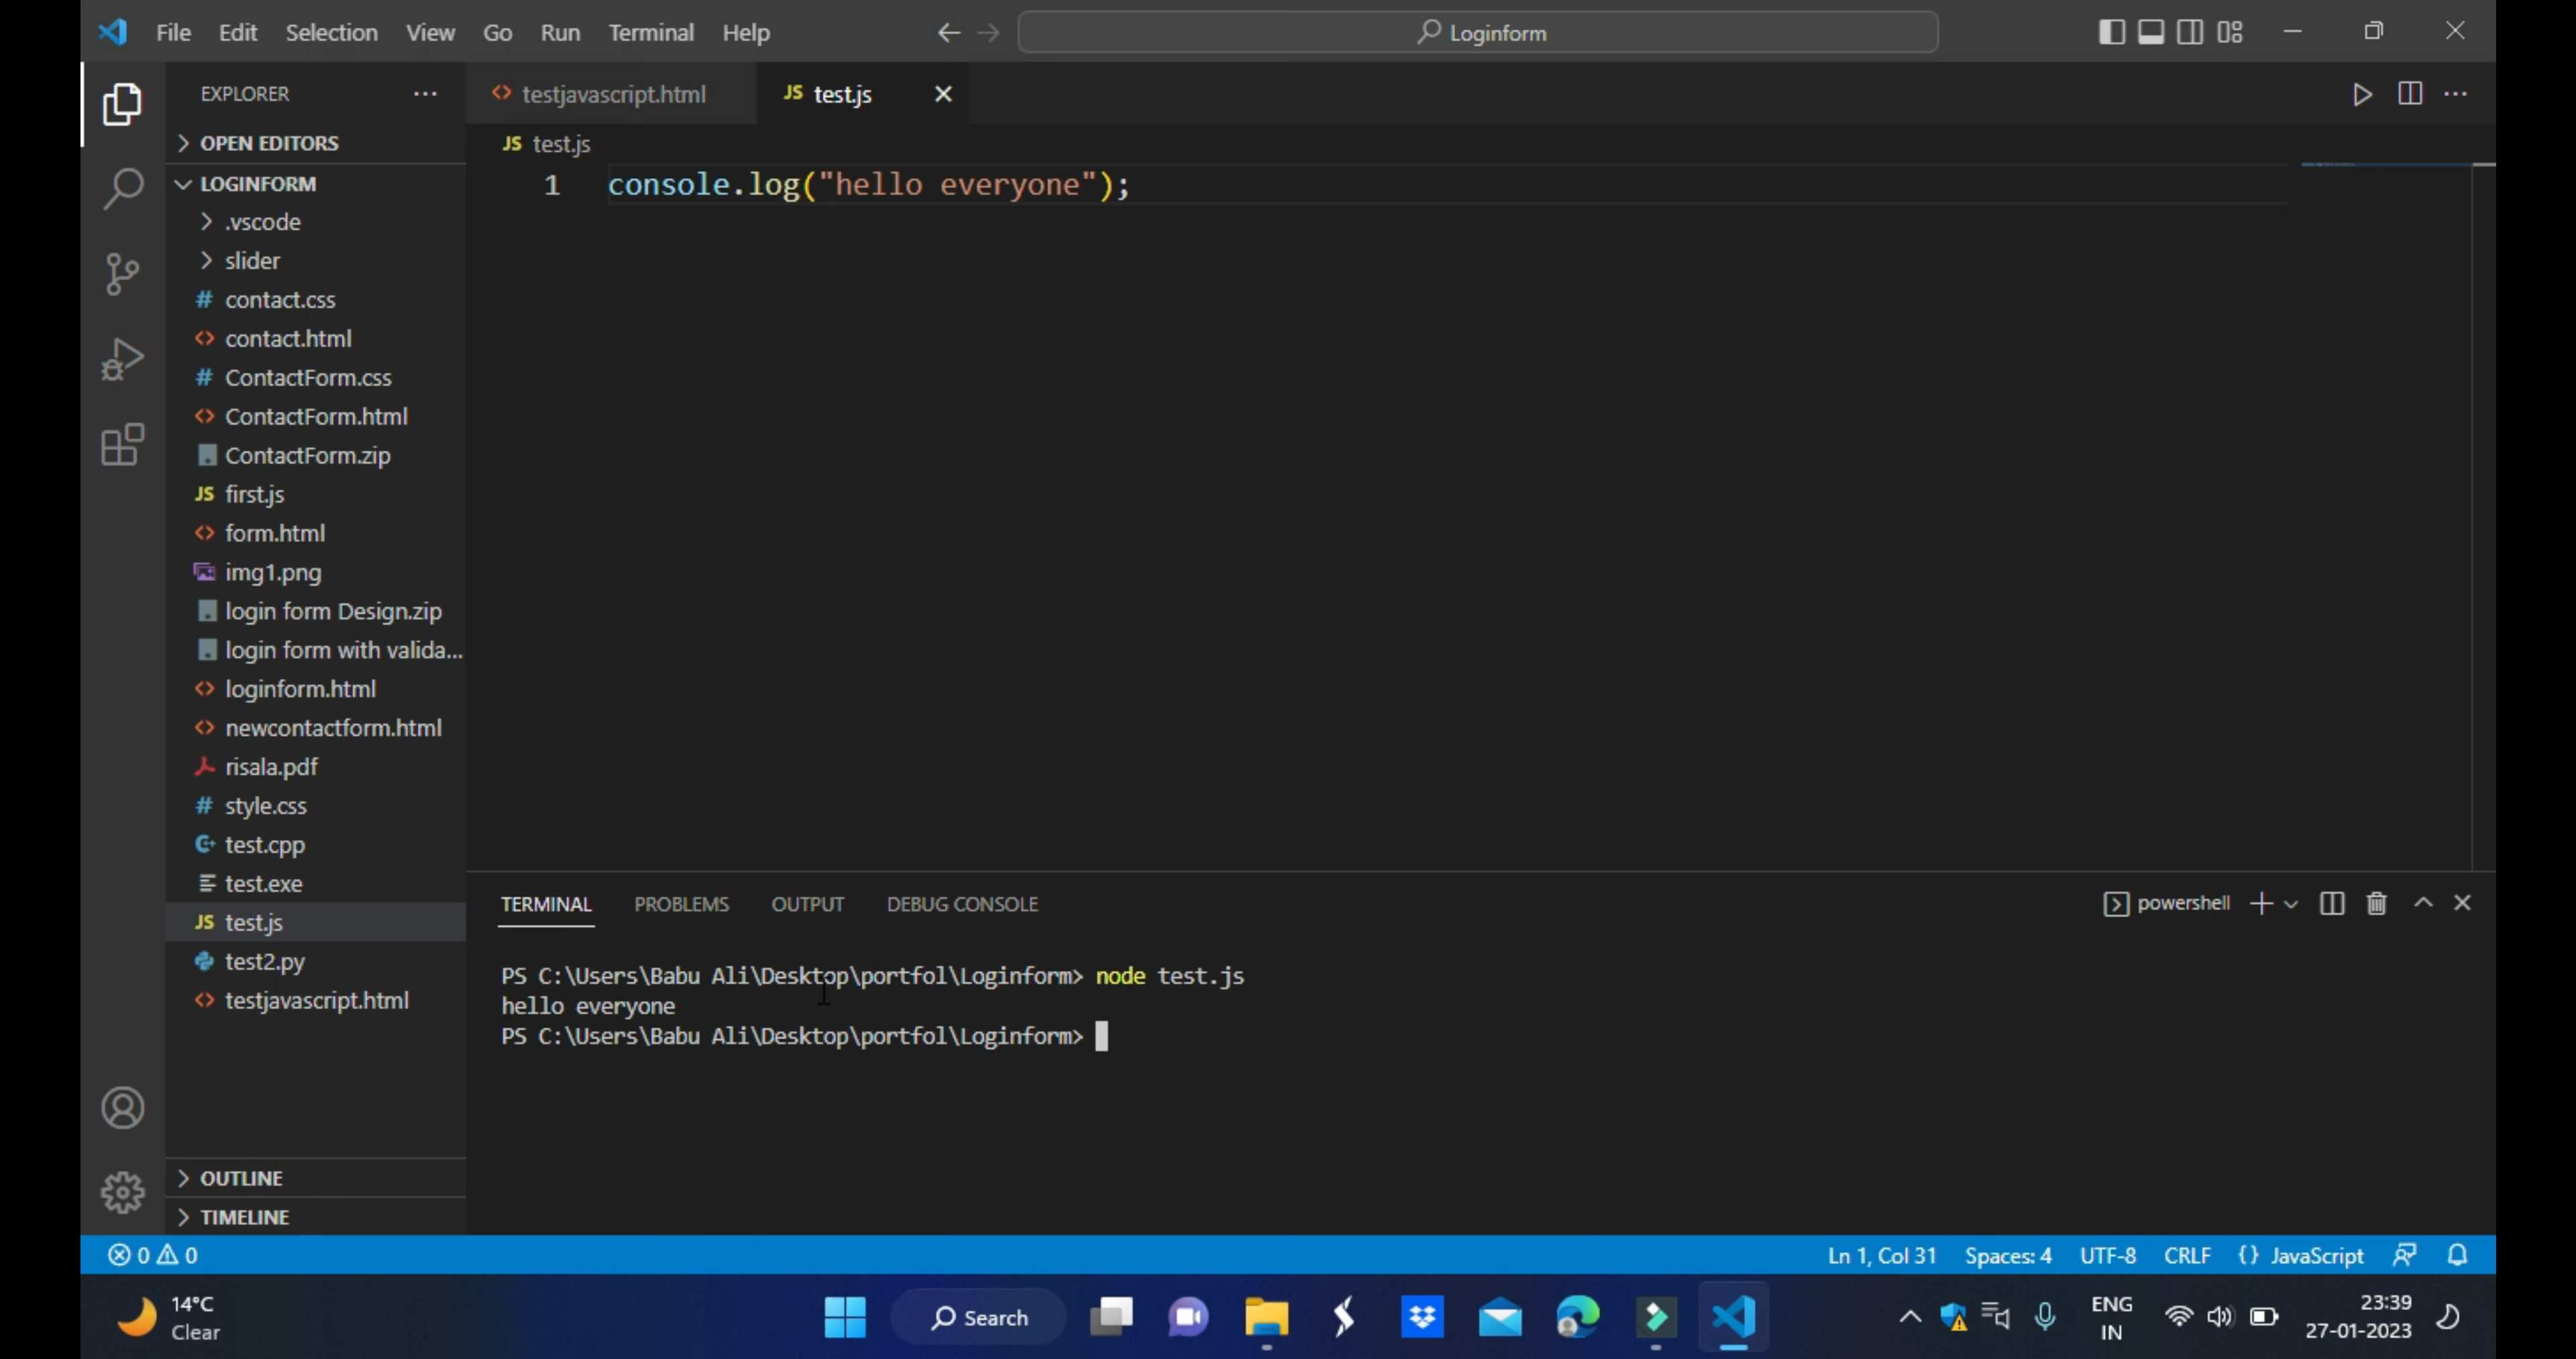 File Edit Selection View Go Run Terminal Help
Loginform
EXPLORER
OPEN EDITORS
LOGINFORM
.vscode
slider
# contact.css
<> contact.html
# ContactForm.css
<> ContactForm.html
ContactForm.zip
JS first.js
<> form.html
img1.png
login form Design.zip
login form with valida...
<> loginform.html
<> newcontactform.html
risala.pdf
# style.css
test.cpp
test.exe
JS test.js
test2.py
<> testjavascript.html
OUTLINE
TIMELINE
<> testjavascript.html JS test.js
JS test.js
1 console.log("hello everyone");
TERMINAL PROBLEMS OUTPUT DEBUG CONSOLE
powershell
PS C:\Users\Babu Ali\Desktop\portfol\Loginform> node test.js
hello everyone
PS C:\Users\Babu Ali\Desktop\portfol\Loginform>
0 0
Ln 1, Col 31 Spaces: 4 UTF-8 CRLF {} JavaScript
14°C
Clear
Search
ENG
IN
23:39
27-01-2023